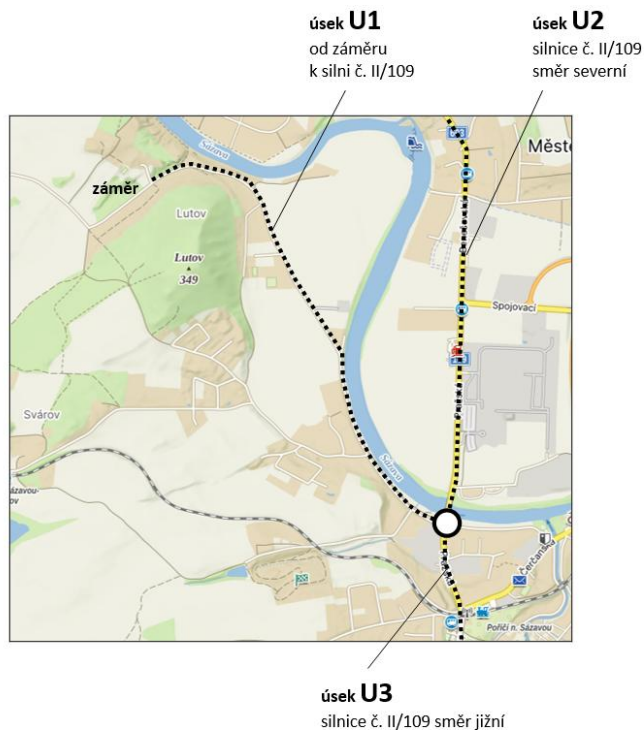 úsek U1
od záměru
k silni č. II/109
úsek U2
silnice č. II/109
směr severní
Sázava
Měste
záměr
Lutov
Lutov
349
Spojovací
Svárov
Sázava
Čerčanská
Poříčí n. Sázavou
úsek U3
silnice č. II/109 směr jižní